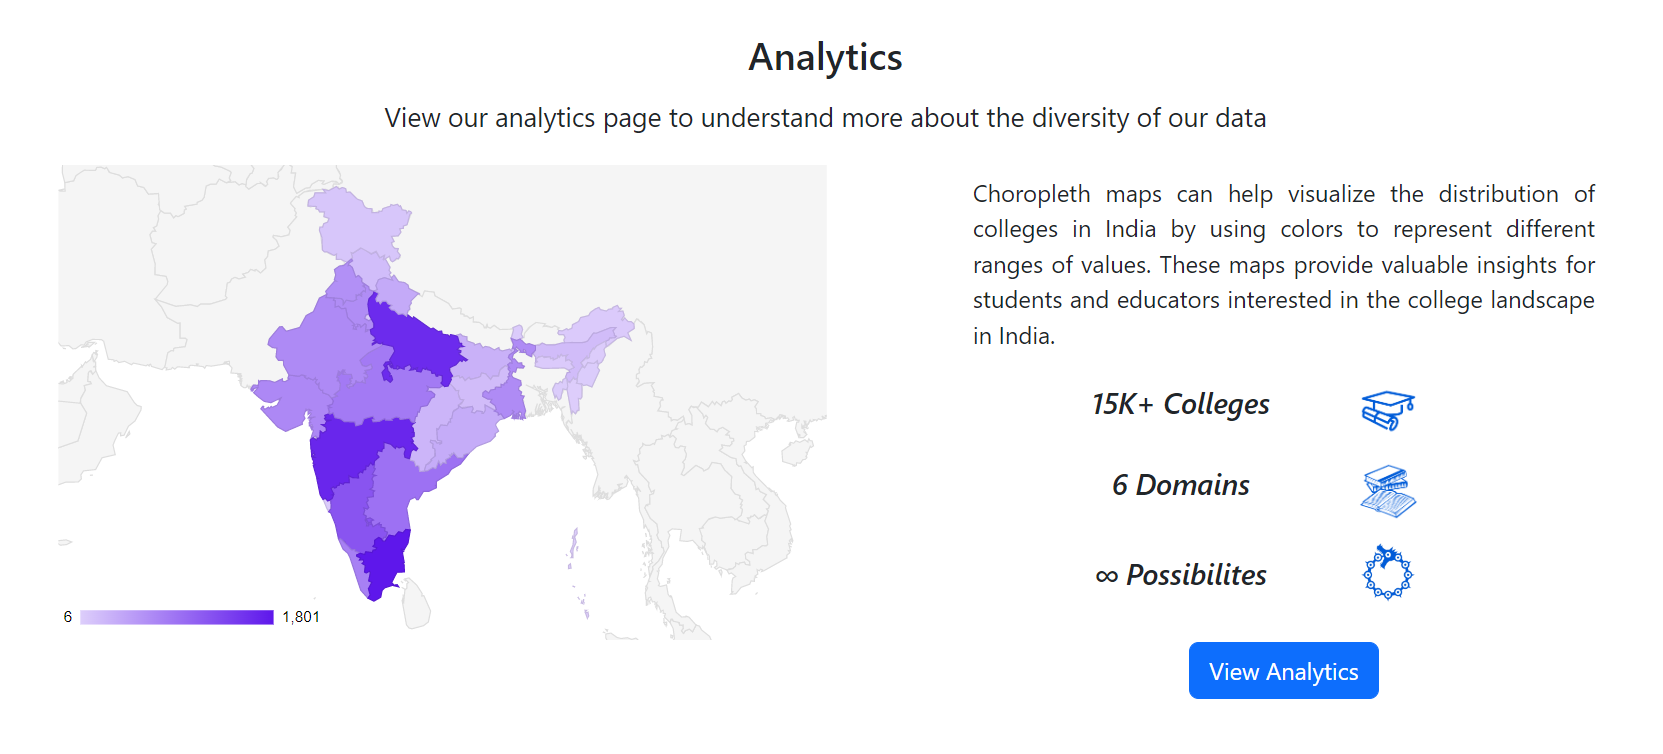 Analytics
View our analytics page to understand more about the diversity of our data
Choropleth maps can help visualize the distribution of
colleges in India by using colors to represent different
ranges of values. These maps provide valuable insights for
students and educators interested in the college landscape
in India.
15K+ Colleges
6 Domains
∞ Possibilites
6 1,801
View Analytics